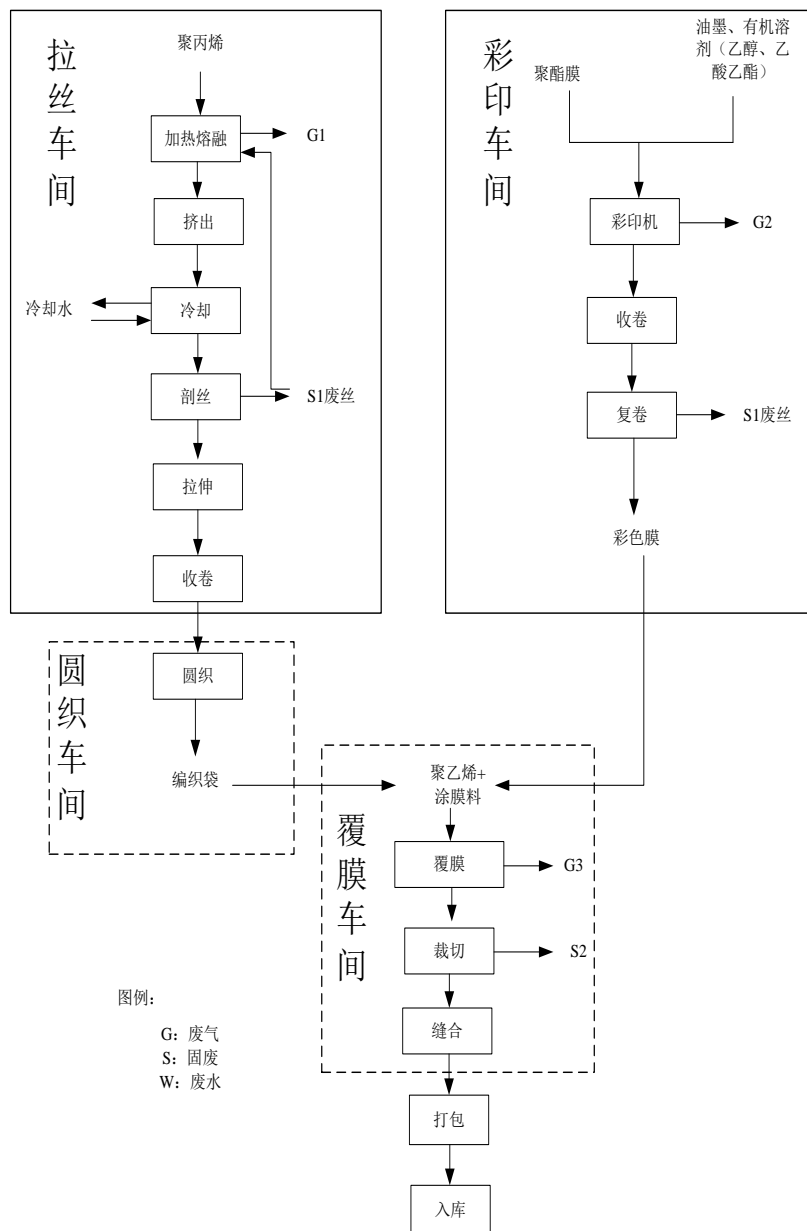 拉丝车间
聚丙烯
加热熔融
G1
挤出
冷却水
冷却
剖丝
S1废丝
拉伸
收卷
彩印车间
聚酯膜
油墨、有机溶
剂（乙醇、乙
酸乙酯）
彩印机
G2
收卷
复卷
S1废丝
彩色膜
圆织车间
圆织
编织袋
覆膜车间
聚乙烯+
涂膜料
覆膜
G3
裁切
S2
缝合
图例：
G：废气
S：固废
W：废水
打包
入库